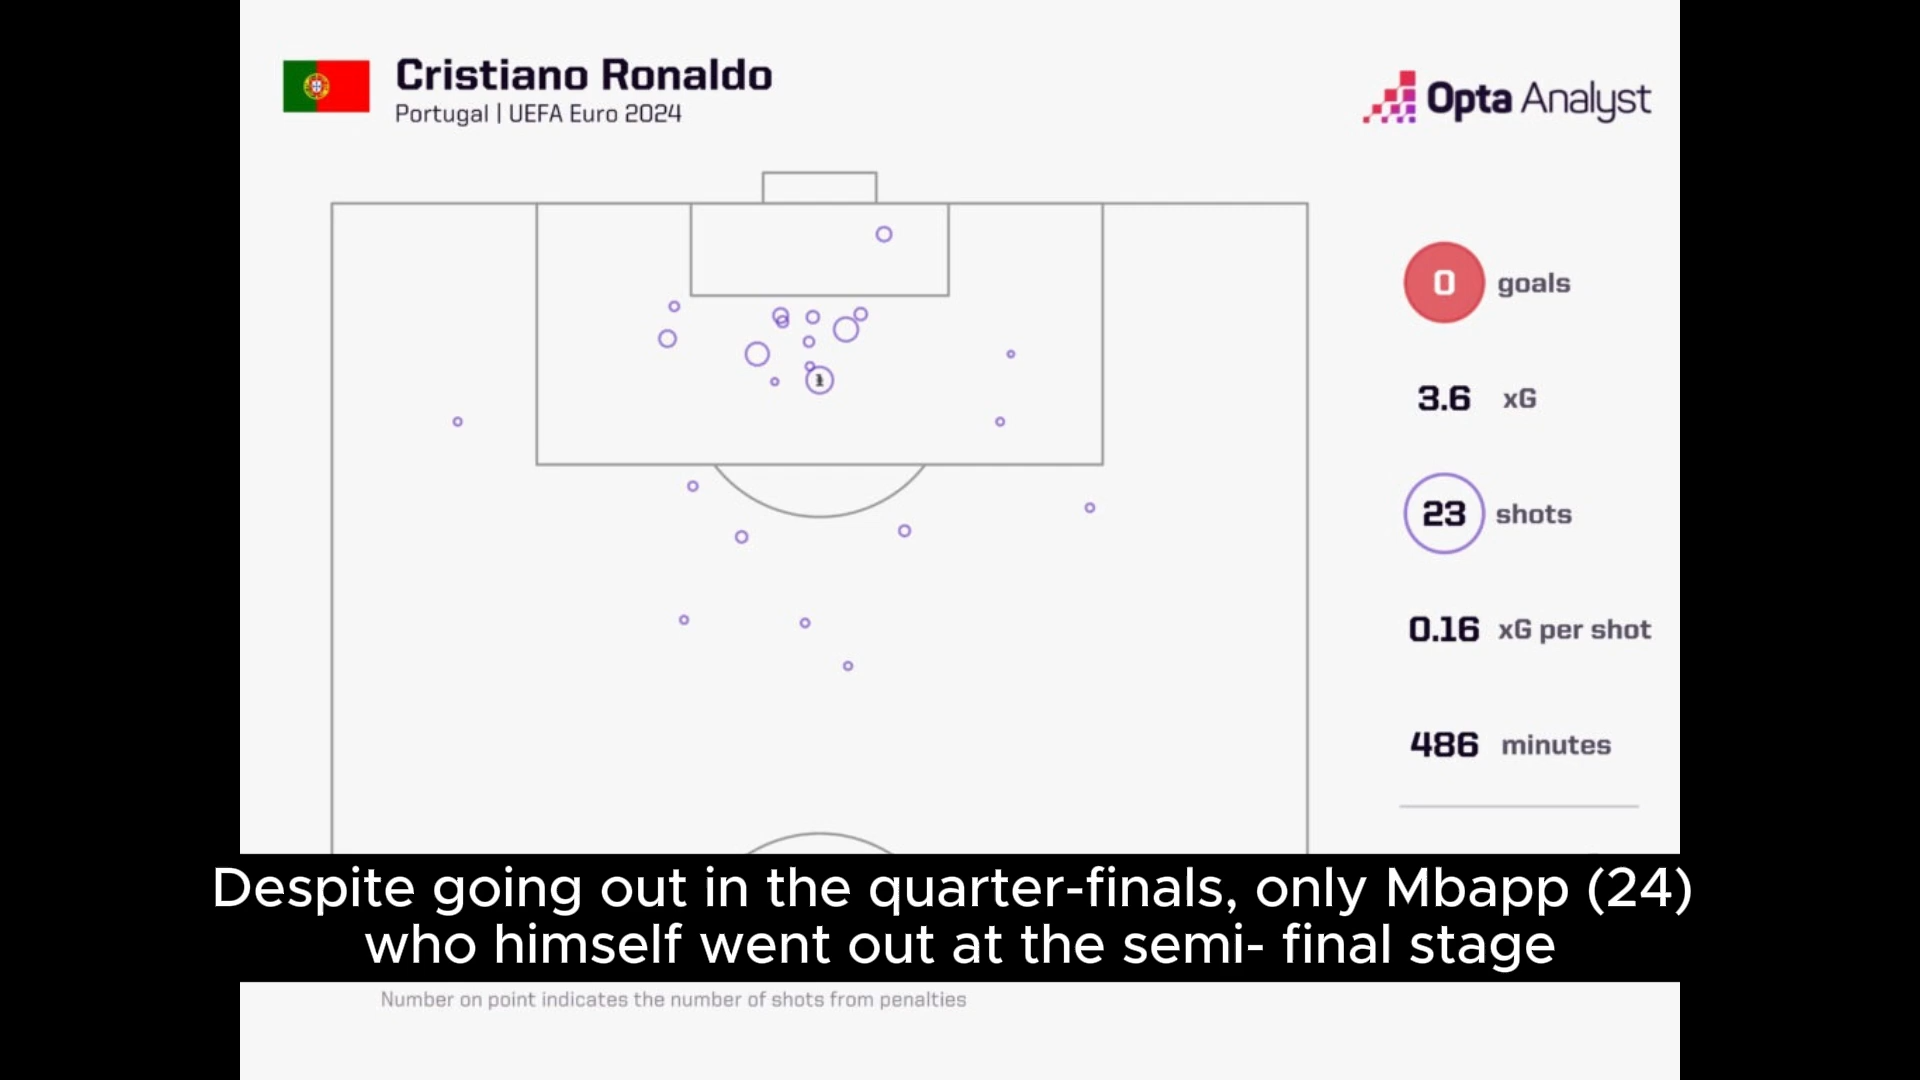 Cristiano Ronaldo
Portugal | UEFA Euro 2024
Opta Analyst
0 goals
3.6 xG
1
23 shots
0.16 xG per shot
486 minutes
Despite going out in the quarter-finals, only Mbapp (24)
who himself went out at the semi- final stage
Number on point indicates the number of shots from penalties